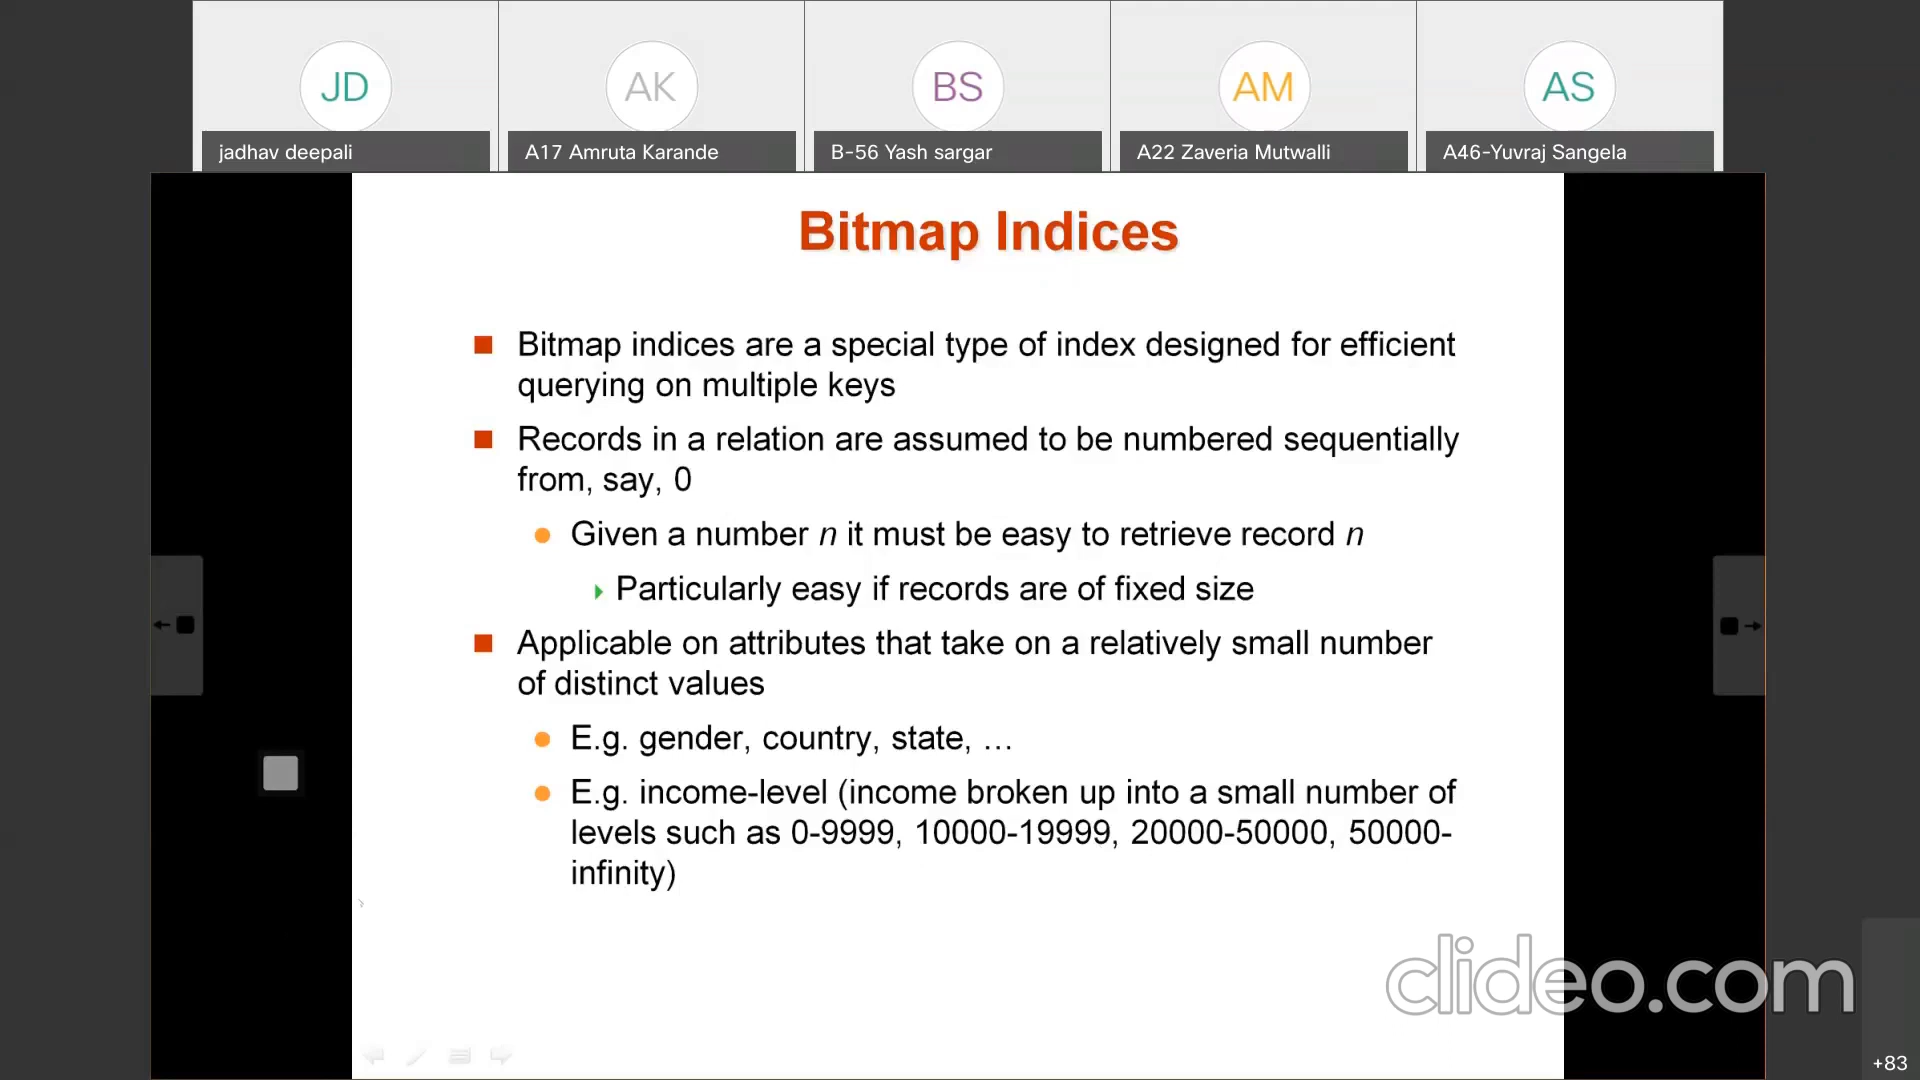 JD
AK
BS
AM
AS
jadhav deepali
A17 Amruta Karande
B-56 Yash sargar
A22 Zaveria Mutwalli
A46-Yuvraj Sangela
Bitmap Indices
Bitmap indices are a special type of index designed for efficient
querying on multiple keys
Records in a relation are assumed to be numbered sequentially
from, say, 0
Given a number n it must be easy to retrieve record n
Particularly easy if records are of fixed size
Applicable on attributes that take on a relatively small number
of distinct values
E.g. gender, country, state, …
E.g. income-level (income broken up into a small number of
levels such as 0-9999, 10000-19999, 20000-50000, 50000-
infinity)
clideo.com
+83